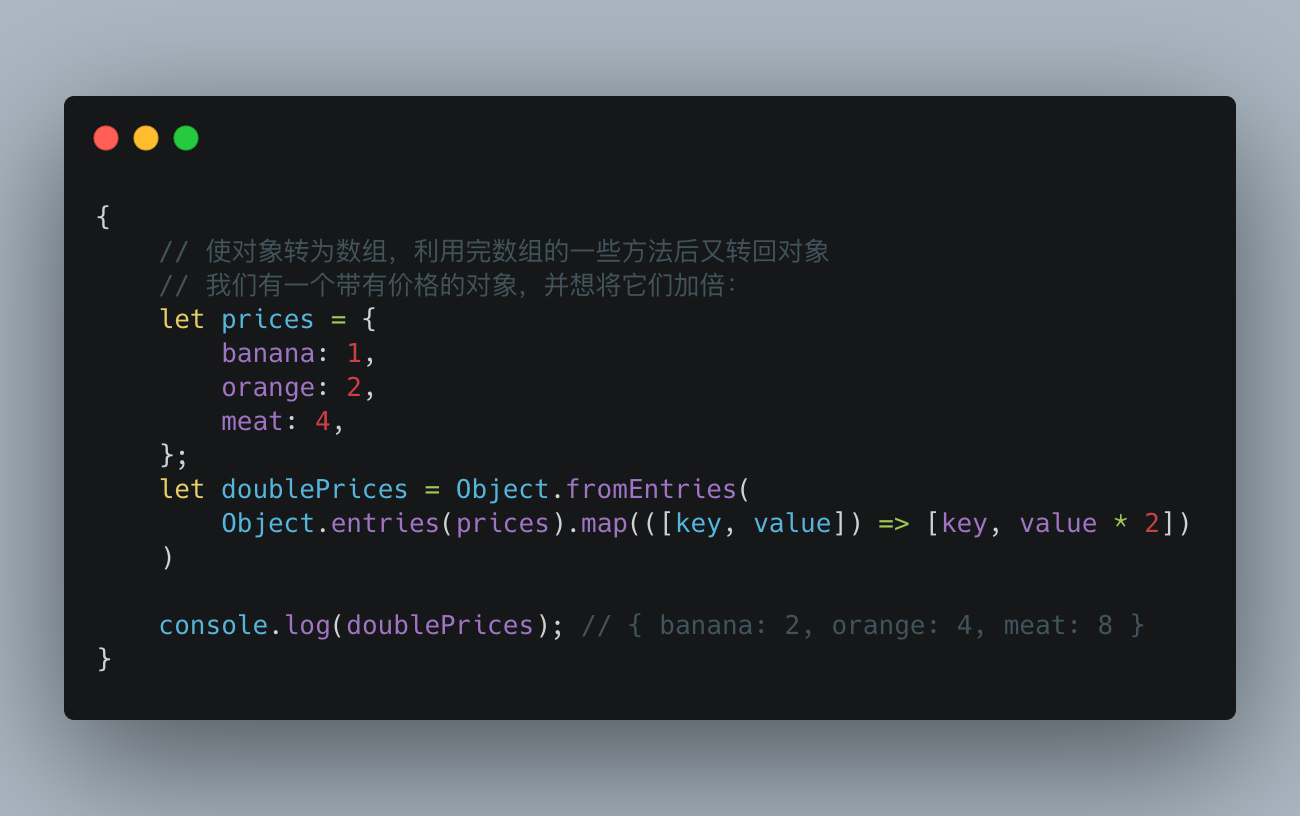 {
    // 使对象转为数组，利用完数组的一些方法后又转回对象
    // 我们有一个带有价格的对象，并想将它们加倍：
    let prices = {
        banana: 1,
        orange: 2,
        meat: 4,
    };
    let doublePrices = Object.fromEntries(
        Object.entries(prices).map(([key, value]) => [key, value * 2])
    )
    console.log(doublePrices); // { banana: 2, orange: 4, meat: 8 }
}